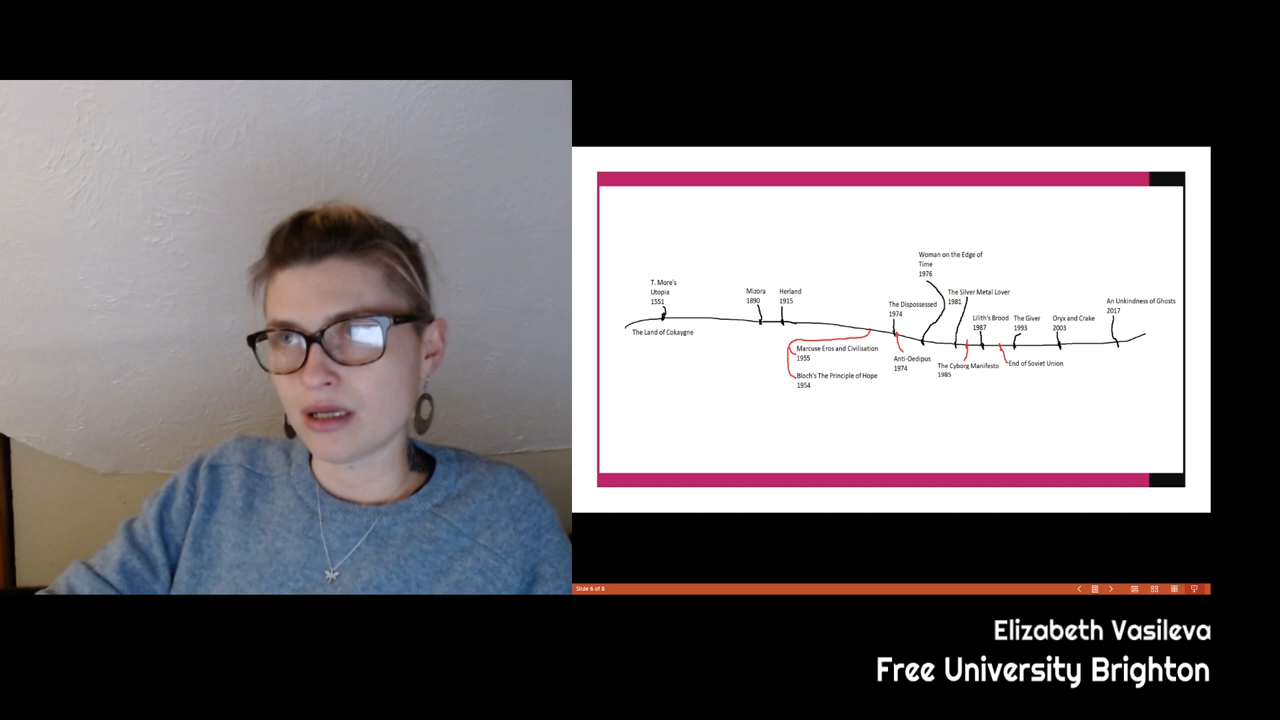 Woman on the Edge of
Time
1976
T. More's
Utopia
1551
Mizora
1890
Herland
1915
The Dispossessed
1974
The Silver Metal Lover
1981
Lilith's Brood
1987
The Giver
1993
Oryx and Crake
2003
An Unkindness of Ghosts
2017
The Land of Cokaygne
Marcuse Eros and Civilisation
1955
Bloch's The Principle of Hope
1954
Anti-Oedipus
1974
The Cyborg Manifesto
1985
End of Soviet Union
Slide 6 of 8
Elizabeth Vasileva
Free University Brighton